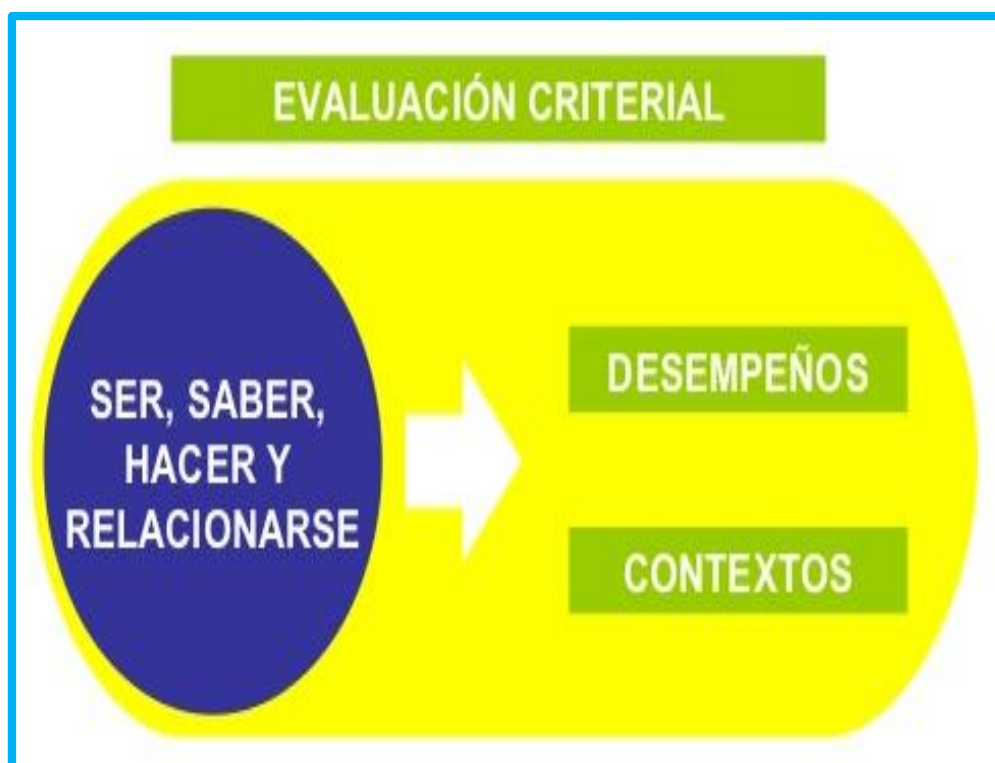 EVALUACIÓN CRITERIAL
SER, SABER,
HACER Y
RELACIONARSE
DESEMPEÑOS
CONTEXTOS